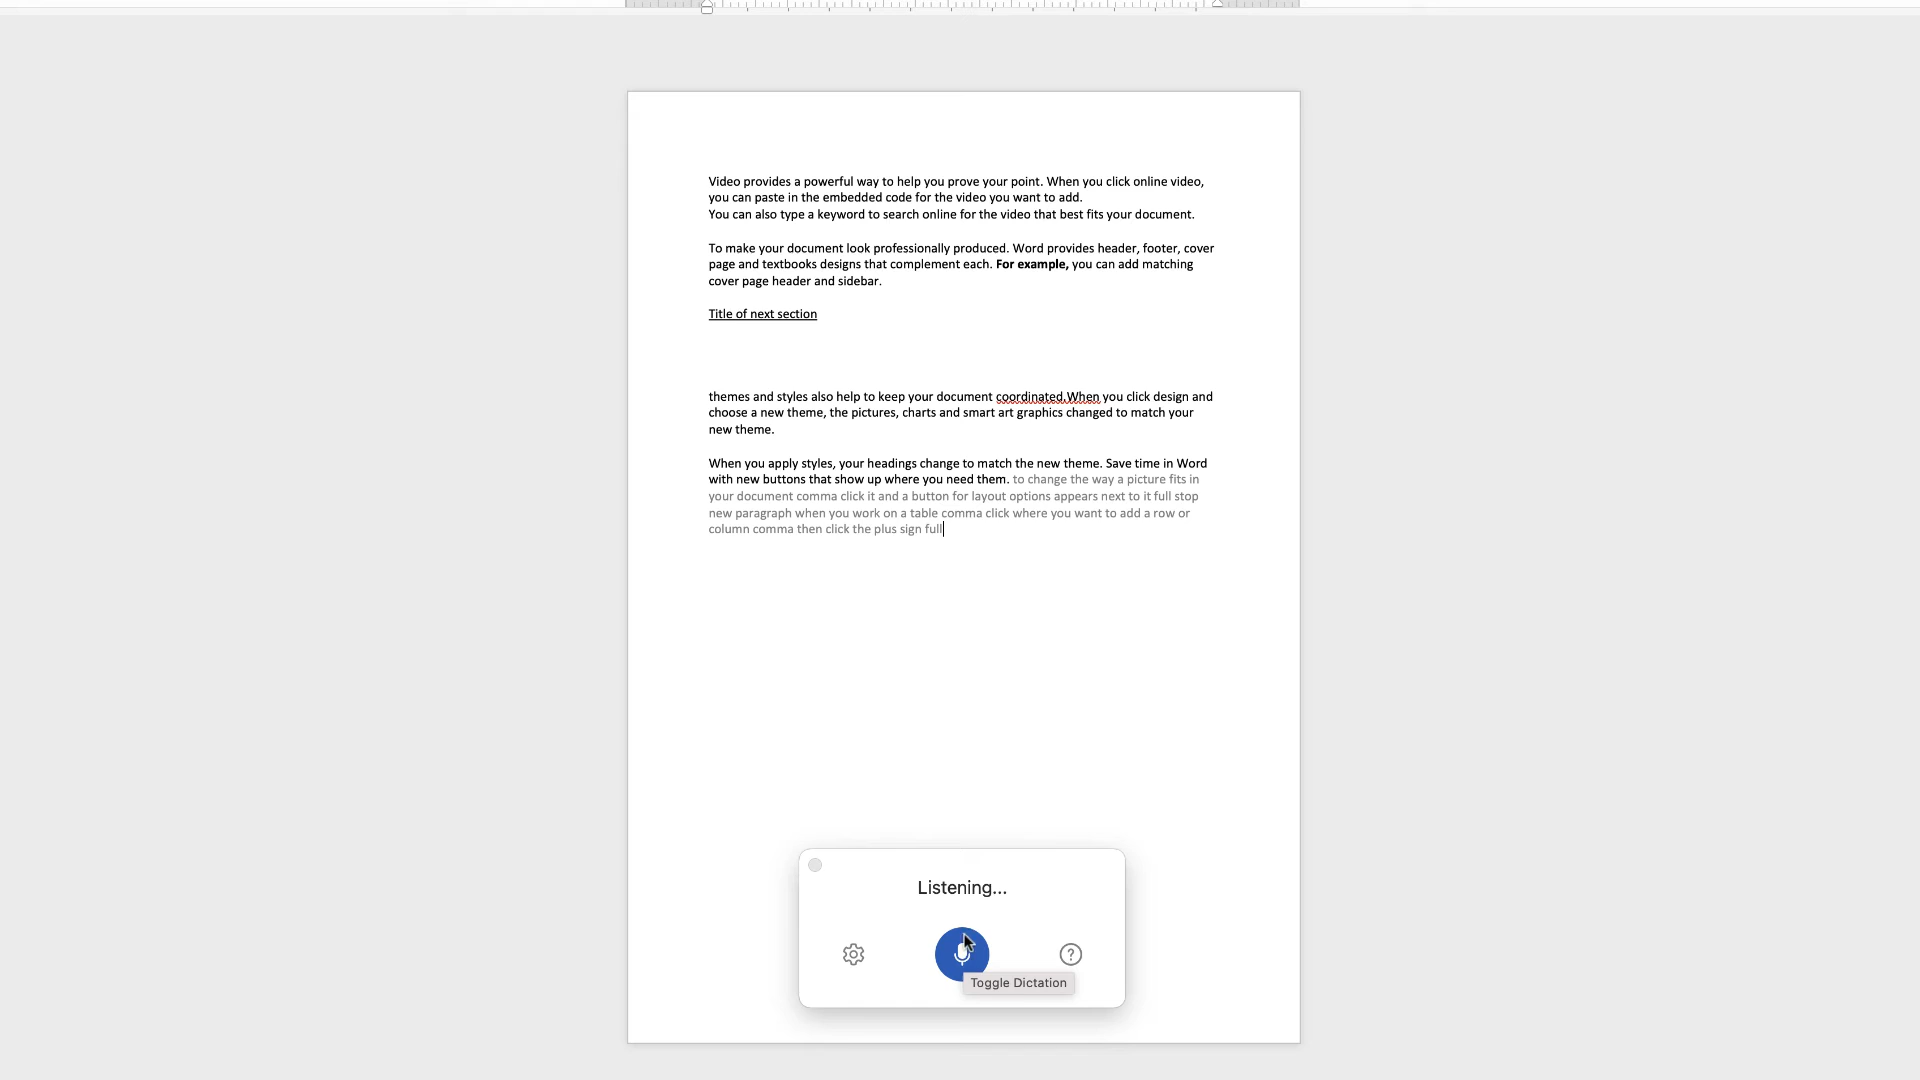 Video provides a powerful way to help you prove your point. When you click online video,
you can paste in the embedded code for the video you want to add.
You can also type a keyword to search online for the video that best fits your document.
To make your document look professionally produced. Word provides header, footer, cover
page and textbooks designs that complement each. For example, you can add matching
cover page header and sidebar.
Title of next section
themes and styles also help to keep your document coordinated.When you click design and
choose a new theme, the pictures, charts and smart art graphics changed to match your
new theme.
When you apply styles, your headings change to match the new theme. Save time in Word
with new buttons that show up where you need them. to change the way a picture fits in
your document comma click it and a button for layout options appears next to it full stop
new paragraph when you work on a table comma click where you want to add a row or
column comma then click the plus sign full
Listening...
Toggle Dictation